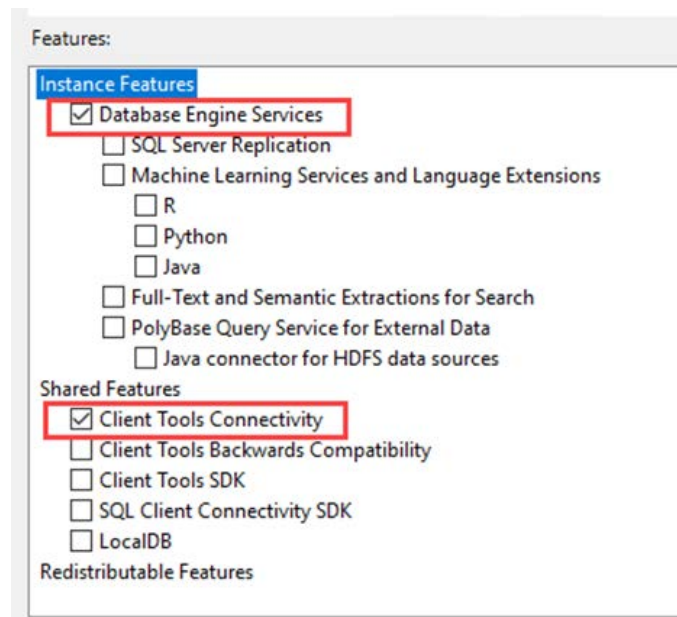 Features:
Instance Features
Database Engine Services
SQL Server Replication
Machine Learning Services and Language Extensions
R
Python
Java
Full-Text and Semantic Extractions for Search
PolyBase Query Service for External Data
Java connector for HDFS data sources
Shared Features
Client Tools Connectivity
Client Tools Backwards Compatibility
Client Tools SDK
SQL Client Connectivity SDK
LocalDB
Redistributable Features